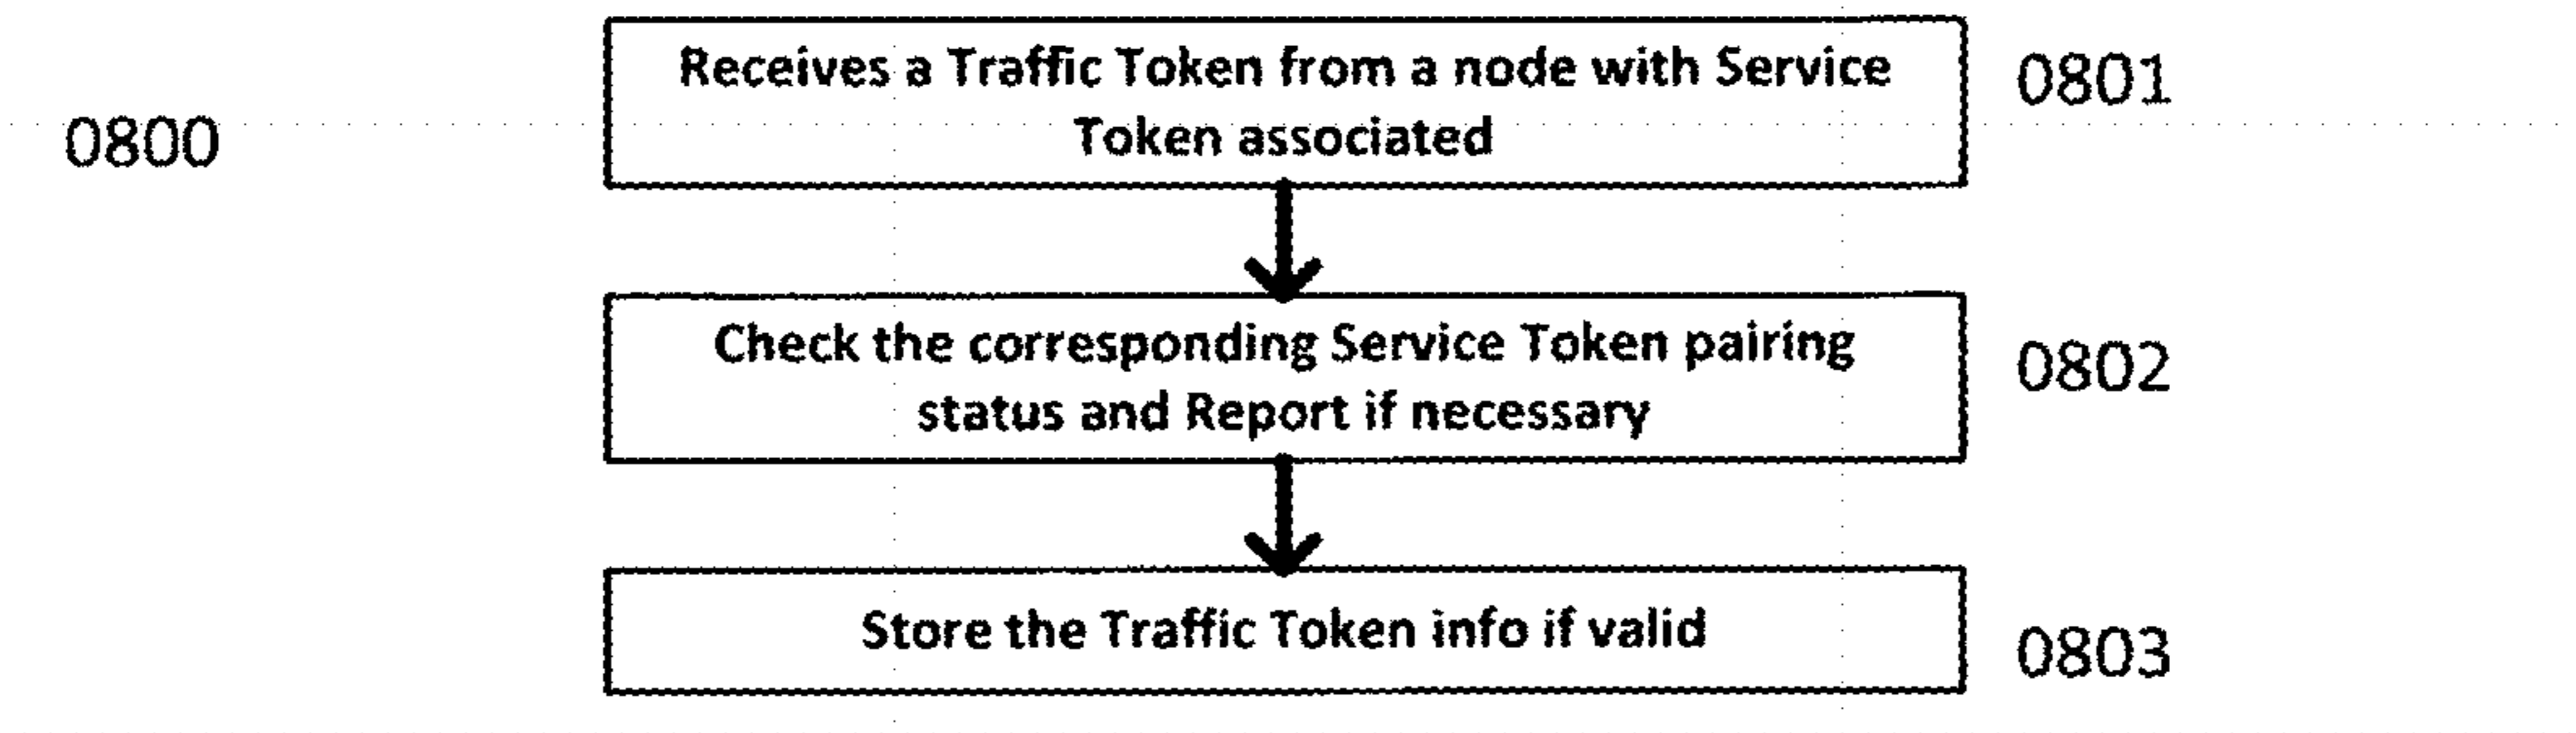 Receives a Traffic Token from a node with Service
Token associated
0801
0800
Check the corresponding Service Token pairing
status and Report if necessary
0802
Store the Traffic Token info if valid
0803